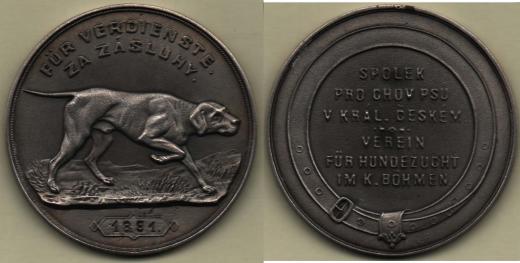 FÜR VERDIENSTE.
ZA ZÁSLUHY.
1891.
SPOLEK
PRO CHOV PSŮ
V KRÁL. ČESKÉM
VEREIN
FÜR HUNDEZUCHT
IM K. BÖHMEN